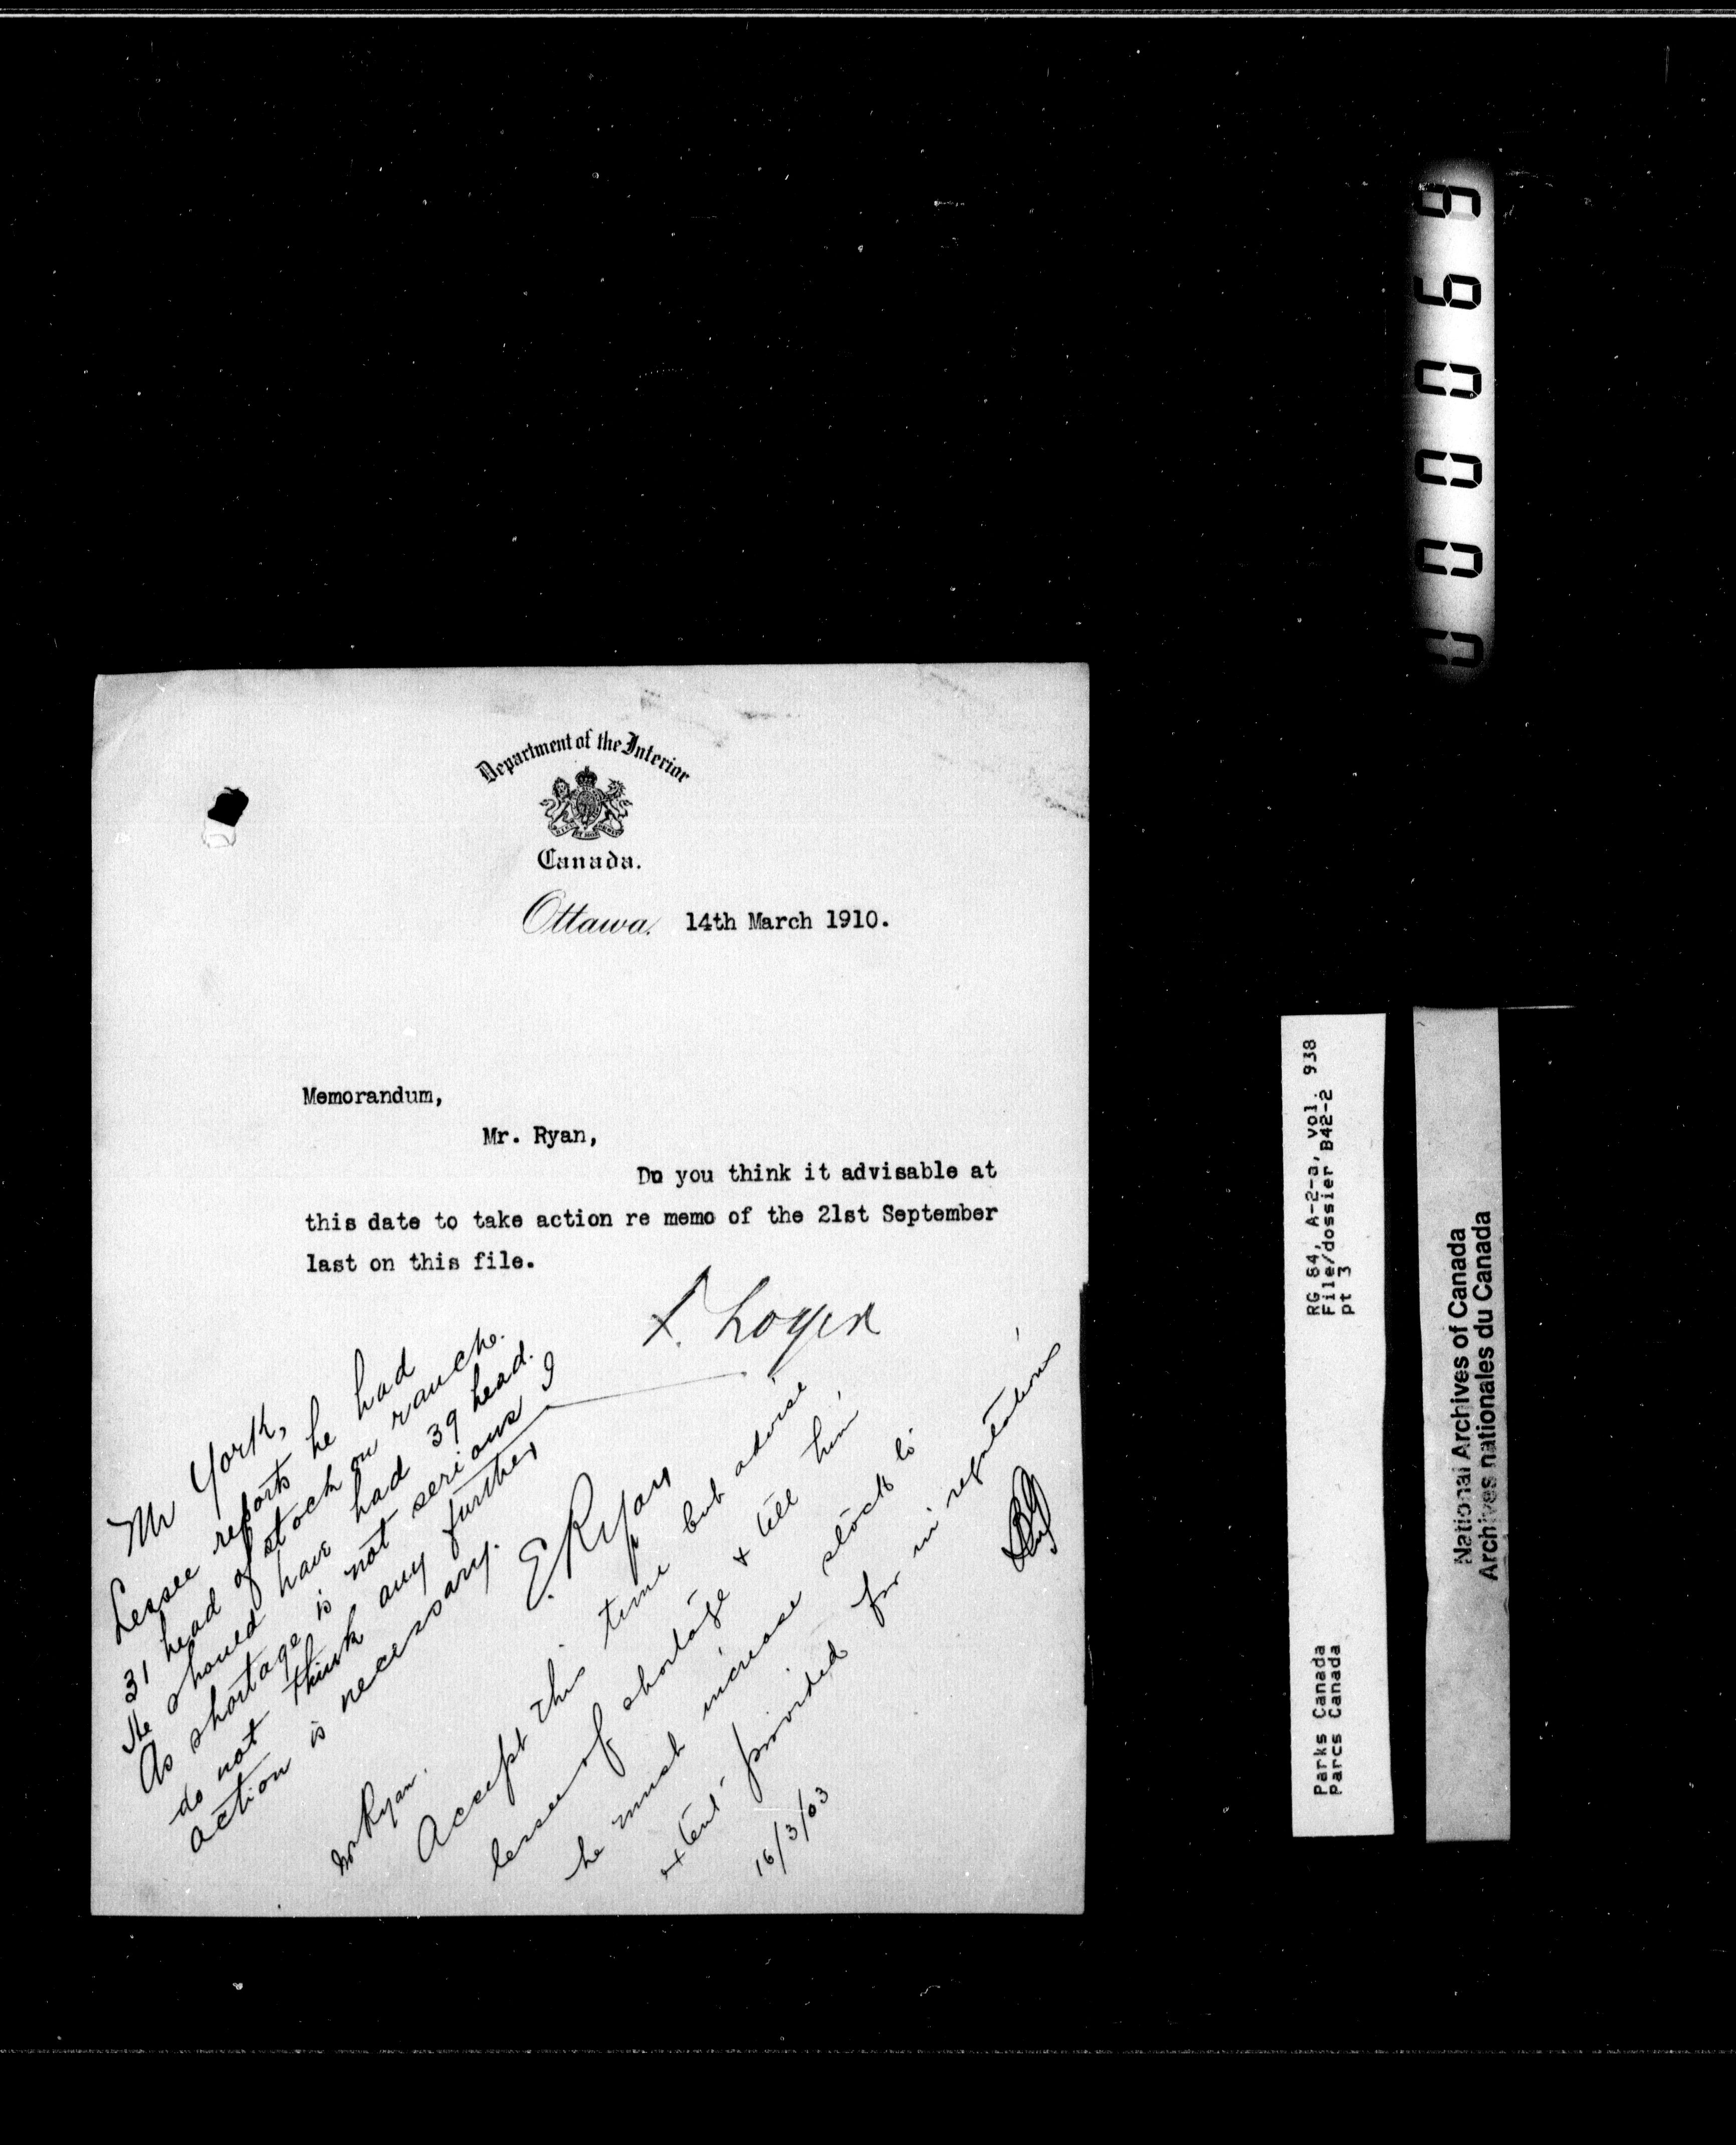 Department of the Interior
Canada.
Ottawa, 14th March 1910.
Memorandum,
Mr. Ryan,
Do you think it advisable at
this date to take action re memo of the 21st September
last on this file.
Mr York,
Lessee reports he had
31 head of stock on ranche.
He should have had 39 head.
As shortage is not serious I
do not think any further
action is necessary.
E. Ryan
Mr Ryan.
Accept this time but advise
lessee of shortage & tell him
he must increase stock to
extent provided for in regulations
16/3/03
000069
RG 84, A-2-a, vol. 938
File/dossier B42-2
pt 3
Parks Canada
Parcs Canada
National Archives of Canada
Archives nationales du Canada